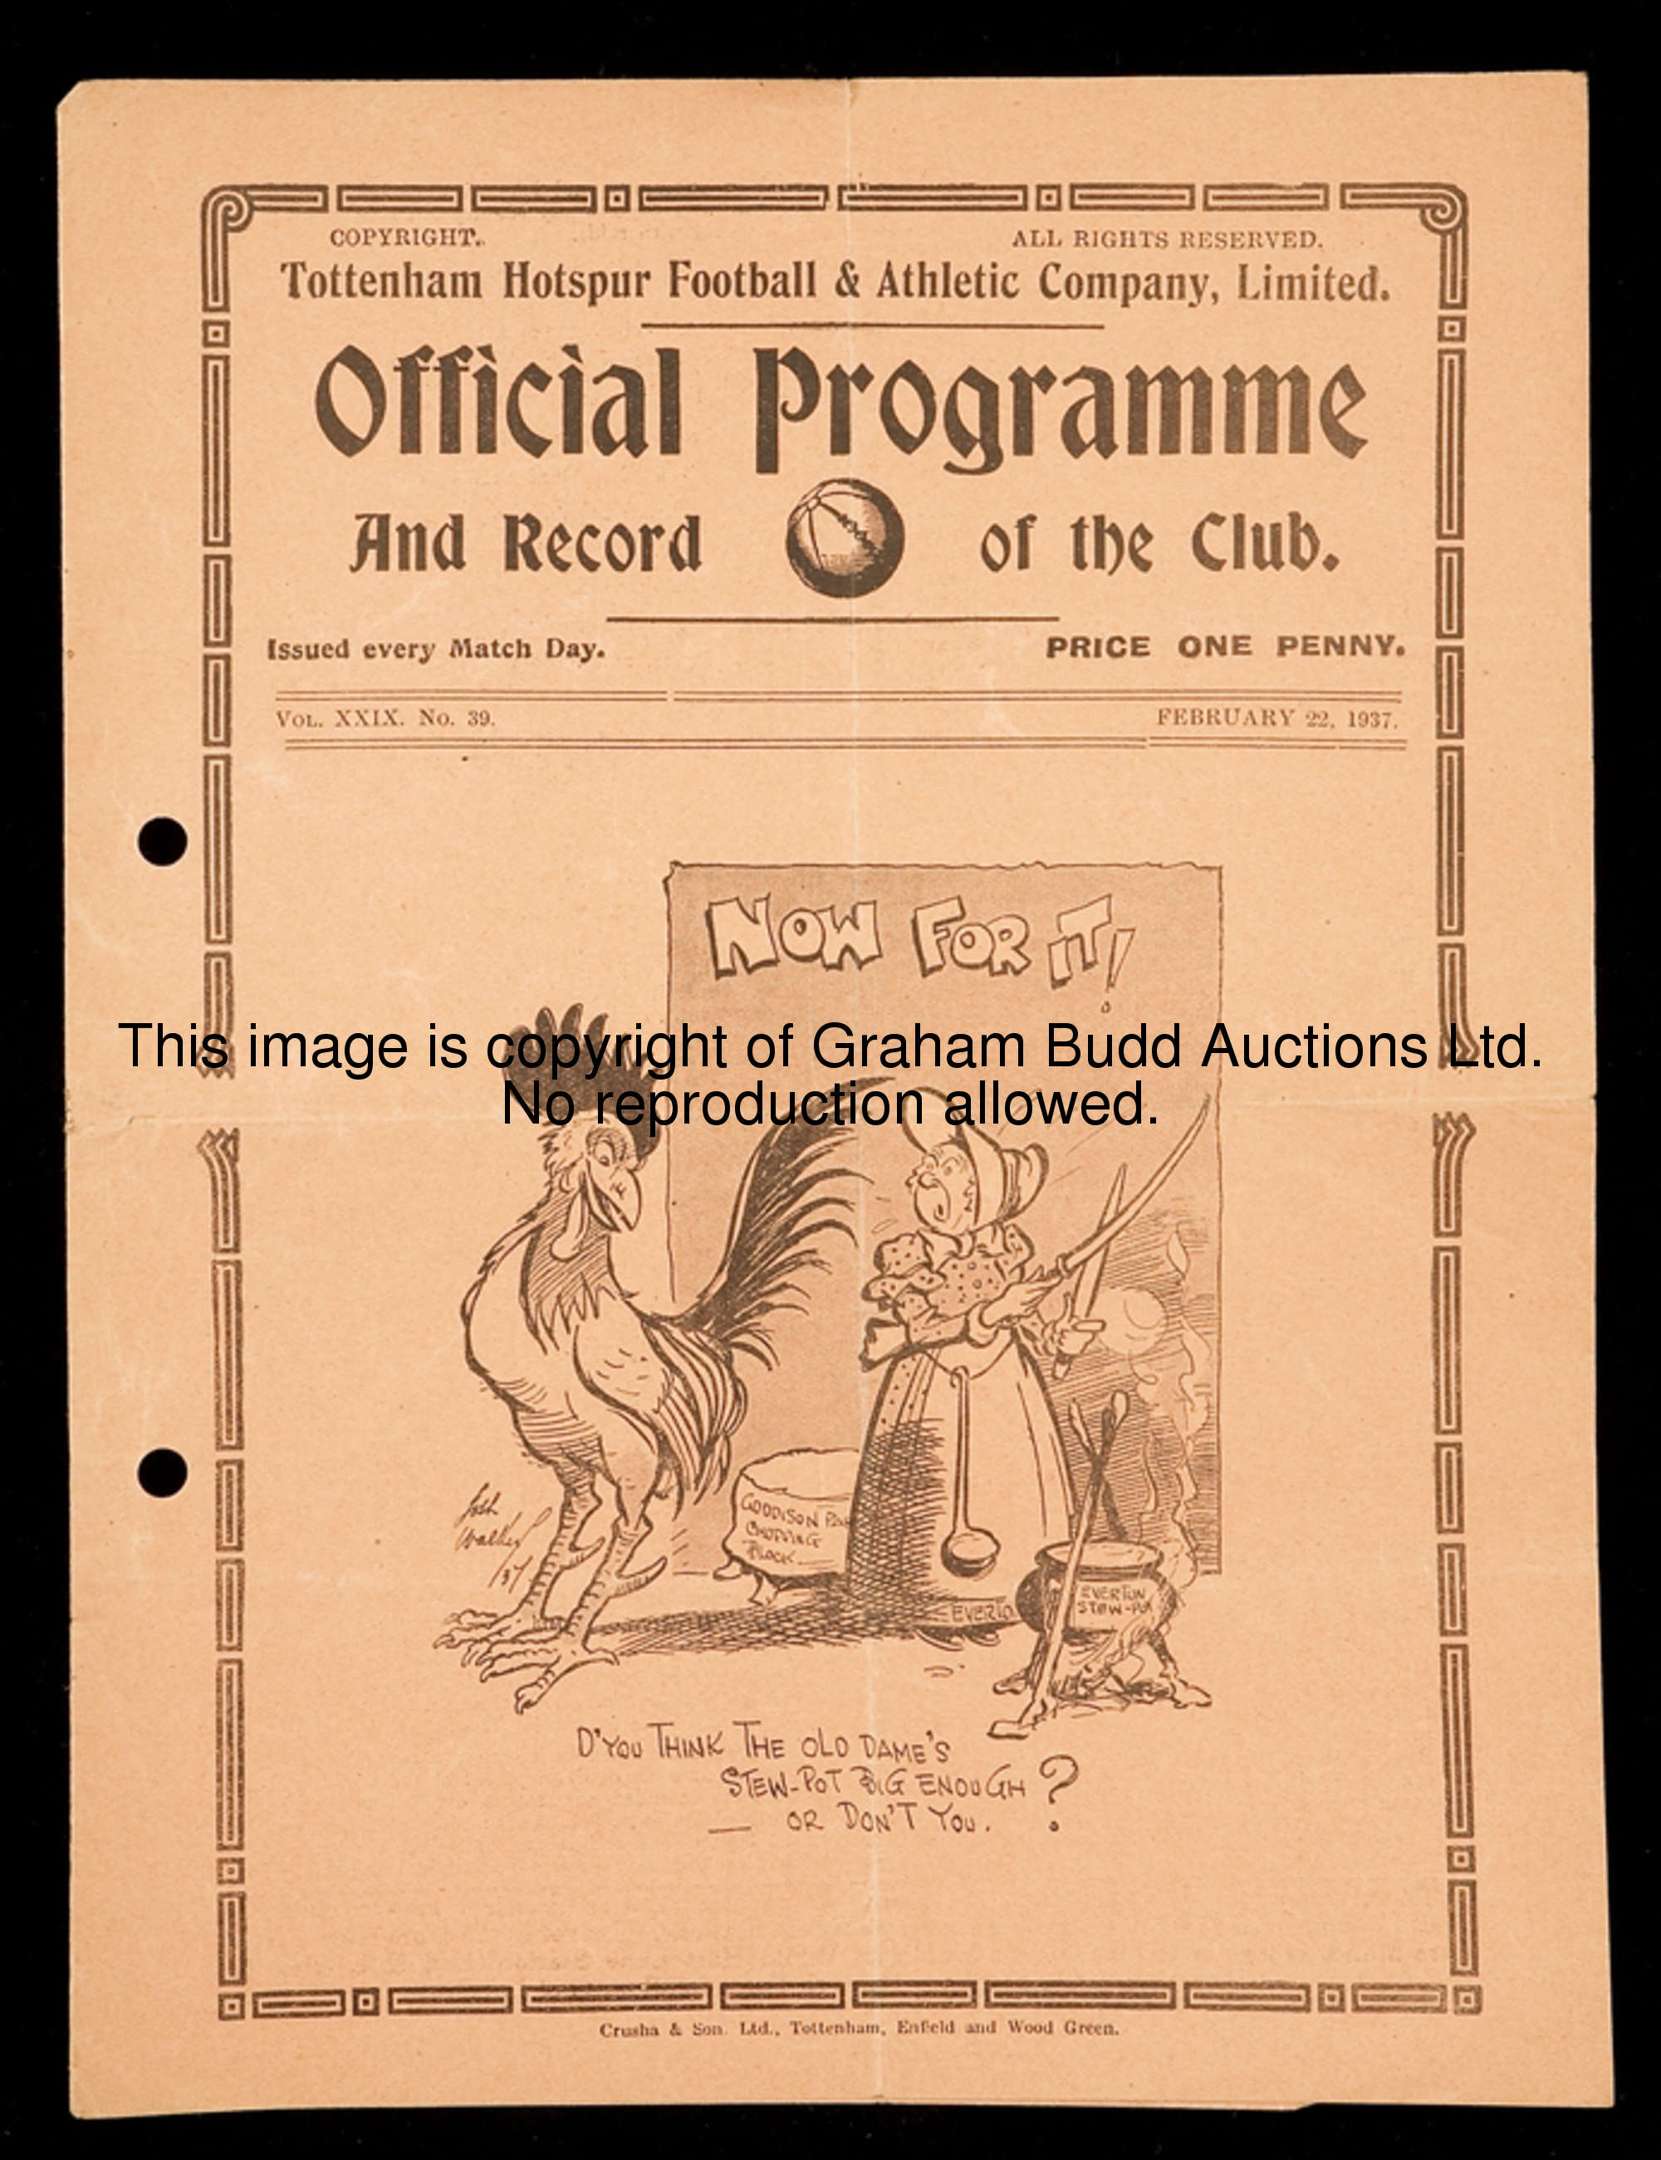 COPYRIGHT.
ALL RIGHTS RESERVED.
Tottenham Hotspur Football & Athletic Company, Limited.
Official Programme
And Record of the Club.
Issued every Match Day.
PRICE ONE PENNY.
VOL. XXIX. No. 39.
FEBRUARY 22, 1937.
NOW FOR IT!
This image is copyright of Graham Budd Auctions Ltd.
No reproduction allowed.
GOODISON
CHOPPING
BLOCK
EVERTON
STEW-POT
D'YOU THINK THE OLD DAME'S
STEW-POT BIG ENOUGH ?
— OR DON'T YOU.
Crusha & Son. Ltd., Tottenham, Enfield and Wood Green.